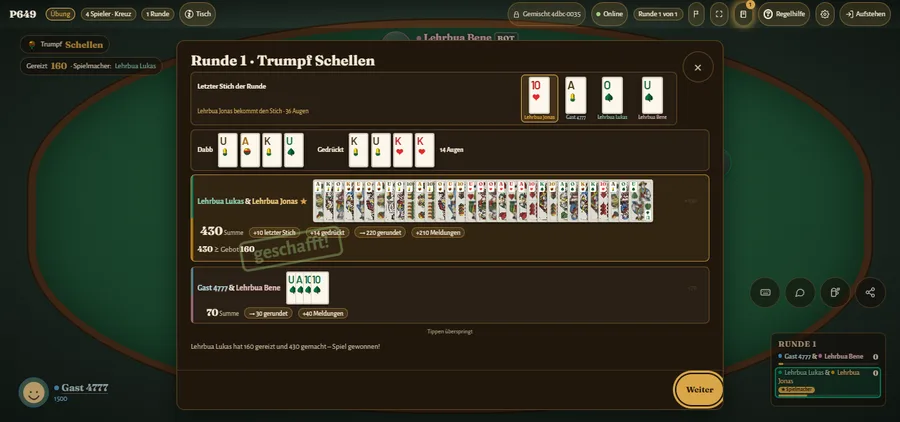 P649 Übung 4 Spieler · Kreuz 1 Runde Tisch Gemischt 4dbc 0035 Online Runde 1 von 1 1 Regelhilfe Aufstehen
Trumpf Schellen
Lehrbua Bene BOT
Gereizt 160 · Spielmacher: Lehrbua Lukas
Runde 1 · Trumpf Schellen
Letzter Stich der Runde
Lehrbua Jonas bekommt den Stich · 36 Augen
10 A O U
Lehrbua Jonas Gast 4777 Lehrbua Lukas Lehrbua Bene
Dabb U A K U Gedrückt K U K K 14 Augen
Lehrbua Lukas & Lehrbua Jonas
430 Summe +10 letzter Stich +14 gedrückt → 220 gerundet +210 Meldungen
430 ≥ Gebot 160
geschafft!
Gast 4777 & Lehrbua Bene U A 10 10
70 Summe → 30 gerundet +40 Meldungen
Tippen überspringt
Lehrbua Lukas hat 160 gereizt und 430 gemacht – Spiel gewonnen!
Weiter
Gast 4777
1500
RUNDE 1
Gast 4777 & Lehrbua Bene 0
Lehrbua Lukas & Lehrbua Jonas 0
Spielmacher